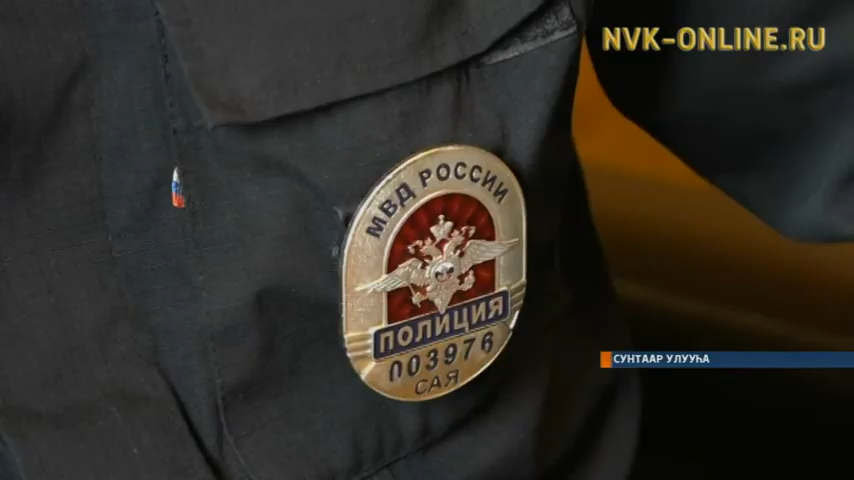 NVK-ONLINE.RU
МВД РОССИИ
ПОЛИЦИЯ
003976
САЯ
СУНТААР УЛУУҺА